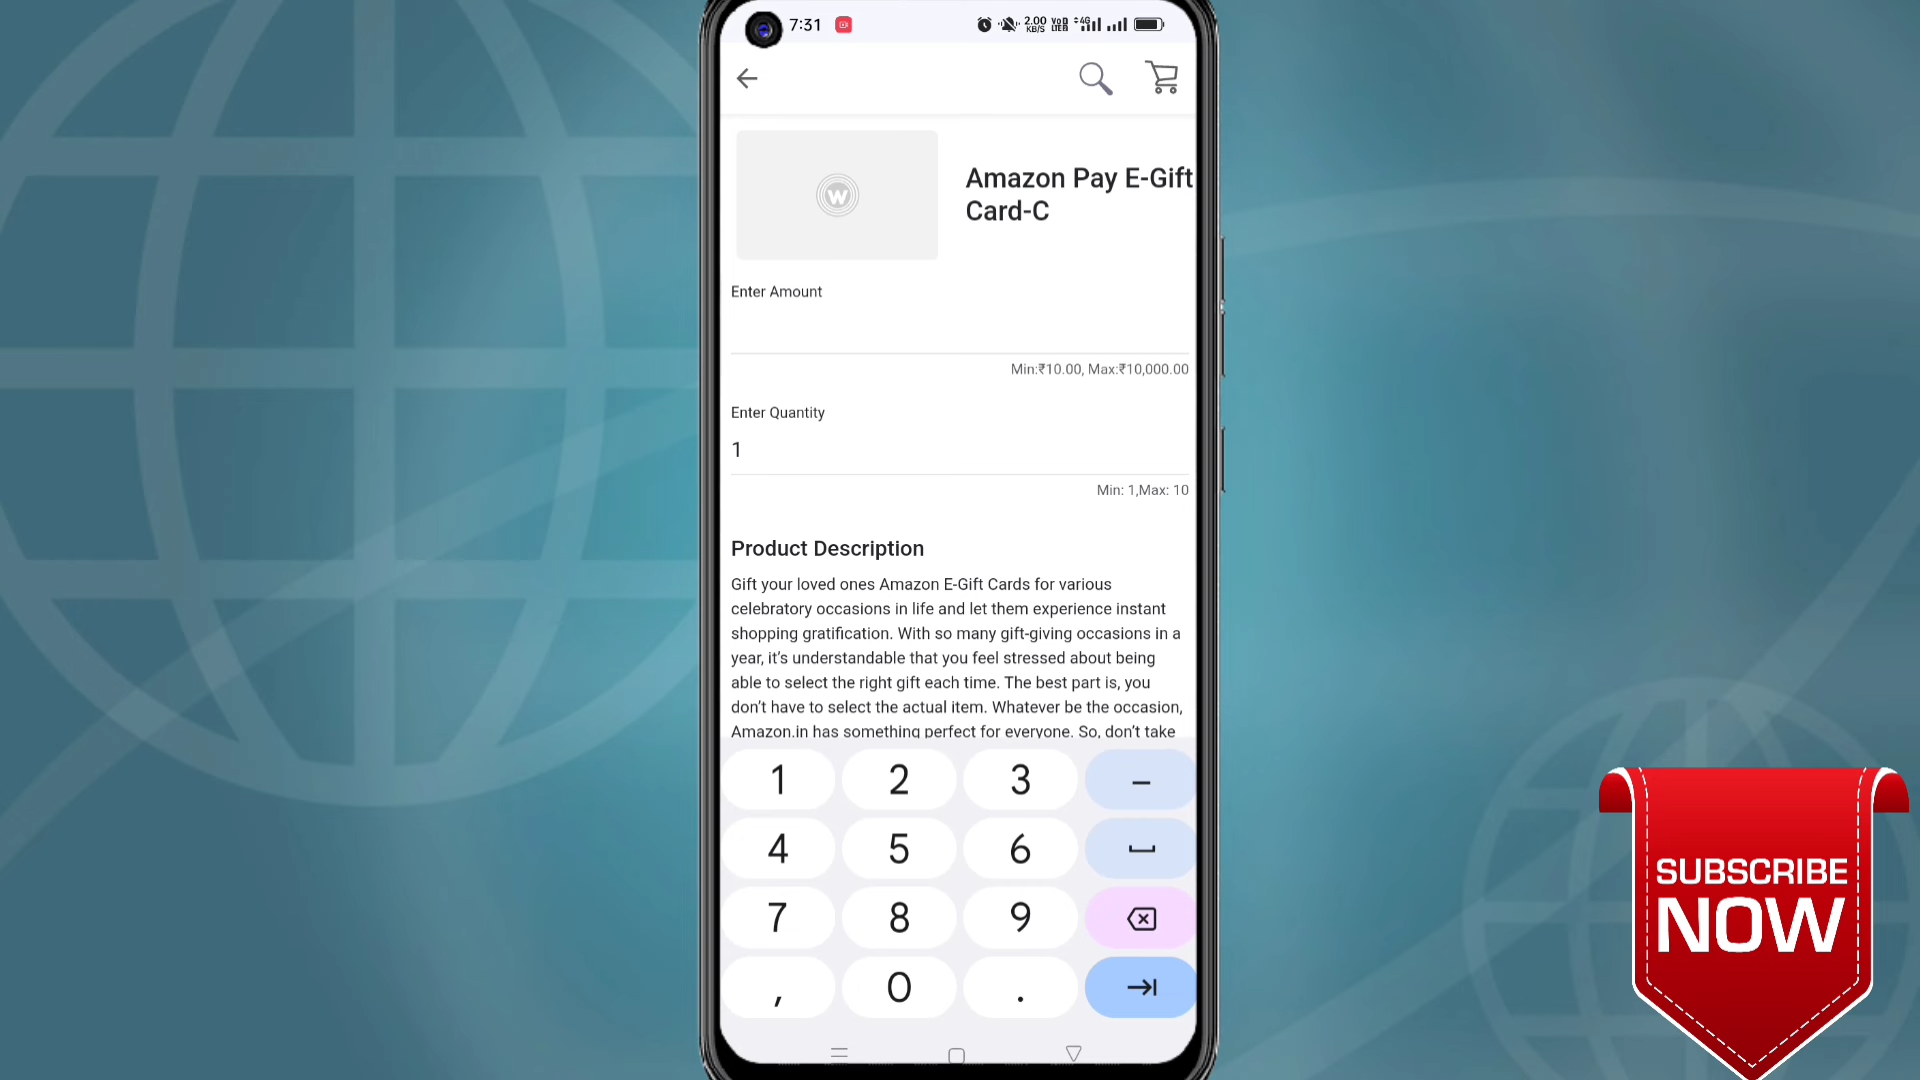 7:31
2.00
KB/S
4G
Amazon Pay E-Gift
Card-C
W
Enter Amount
Min:₹10.00, Max:₹10,000.00
Enter Quantity
1
Min: 1,Max: 10
Product Description
Gift your loved ones Amazon E-Gift Cards for various
celebratory occasions in life and let them experience instant
shopping gratification. With so many gift-giving occasions in a
year, it’s understandable that you feel stressed about being
able to select the right gift each time. The best part is, you
don’t have to select the actual item. Whatever be the occasion,
Amazon.in has something perfect for everyone. So, don’t take
1 2 3 –
4 5 6
7 8 9
, 0 .
SUBSCRIBE
NOW